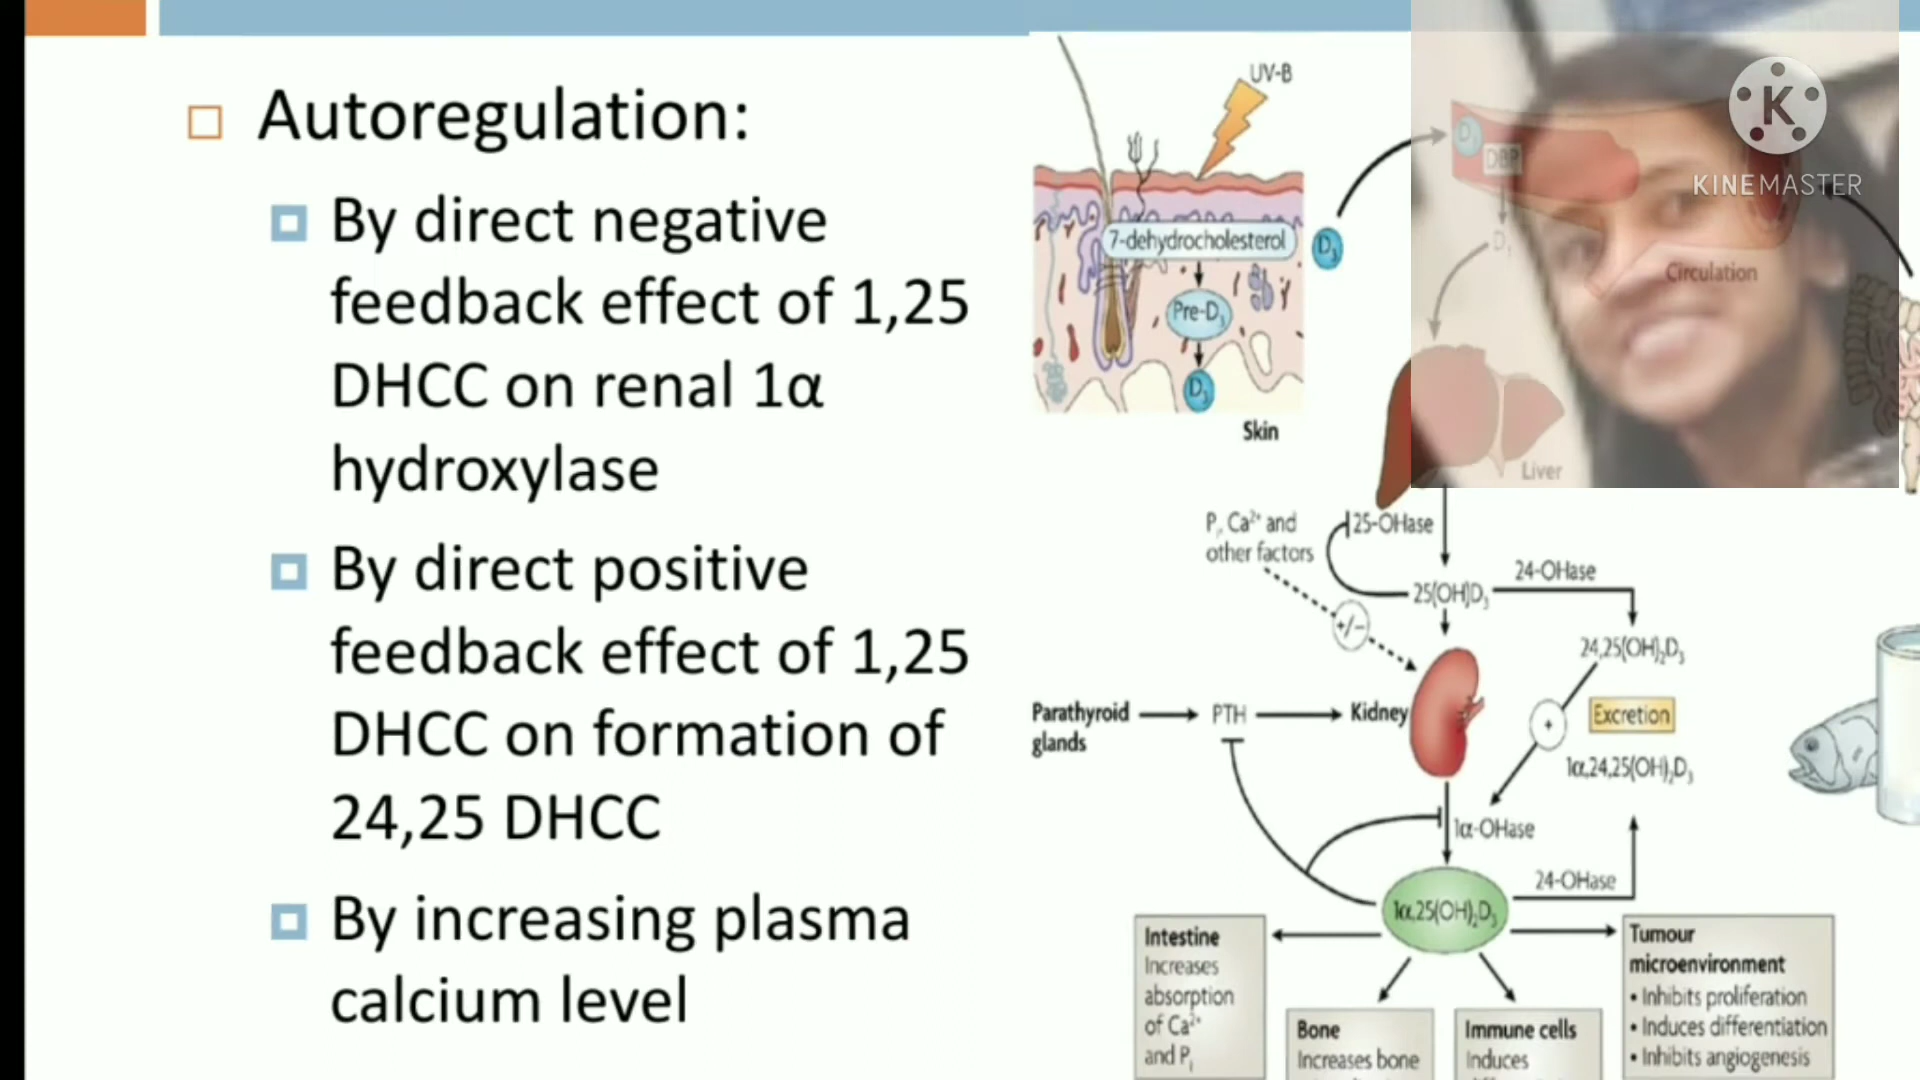 Autoregulation:
By direct negative
feedback effect of 1,25
DHCC on renal 1α
hydroxylase
By direct positive
feedback effect of 1,25
DHCC on formation of
24,25 DHCC
By increasing plasma
calcium level
UV-B
7-dehydrocholesterol
Pre-D₃
D₃
Skin
D₃
D₃
DBP
D₃
Circulation
KINEMASTER
Liver
Pᵢ, Ca²⁺ and
other factors
25-OHase
25(OH)D₃
24-OHase
24,25(OH)₂D₃
+/−
Parathyroid
glands
PTH
Kidney
+
Excretion
1α,24,25(OH)₂D₃
1α-OHase
24-OHase
1α,25(OH)₂D₃
Intestine
Increases
absorption
of Ca²⁺
and Pᵢ
Bone
Increases bone
Immune cells
Induces
Tumour
microenvironment
• Inhibits proliferation
• Induces differentiation
• Inhibits angiogenesis